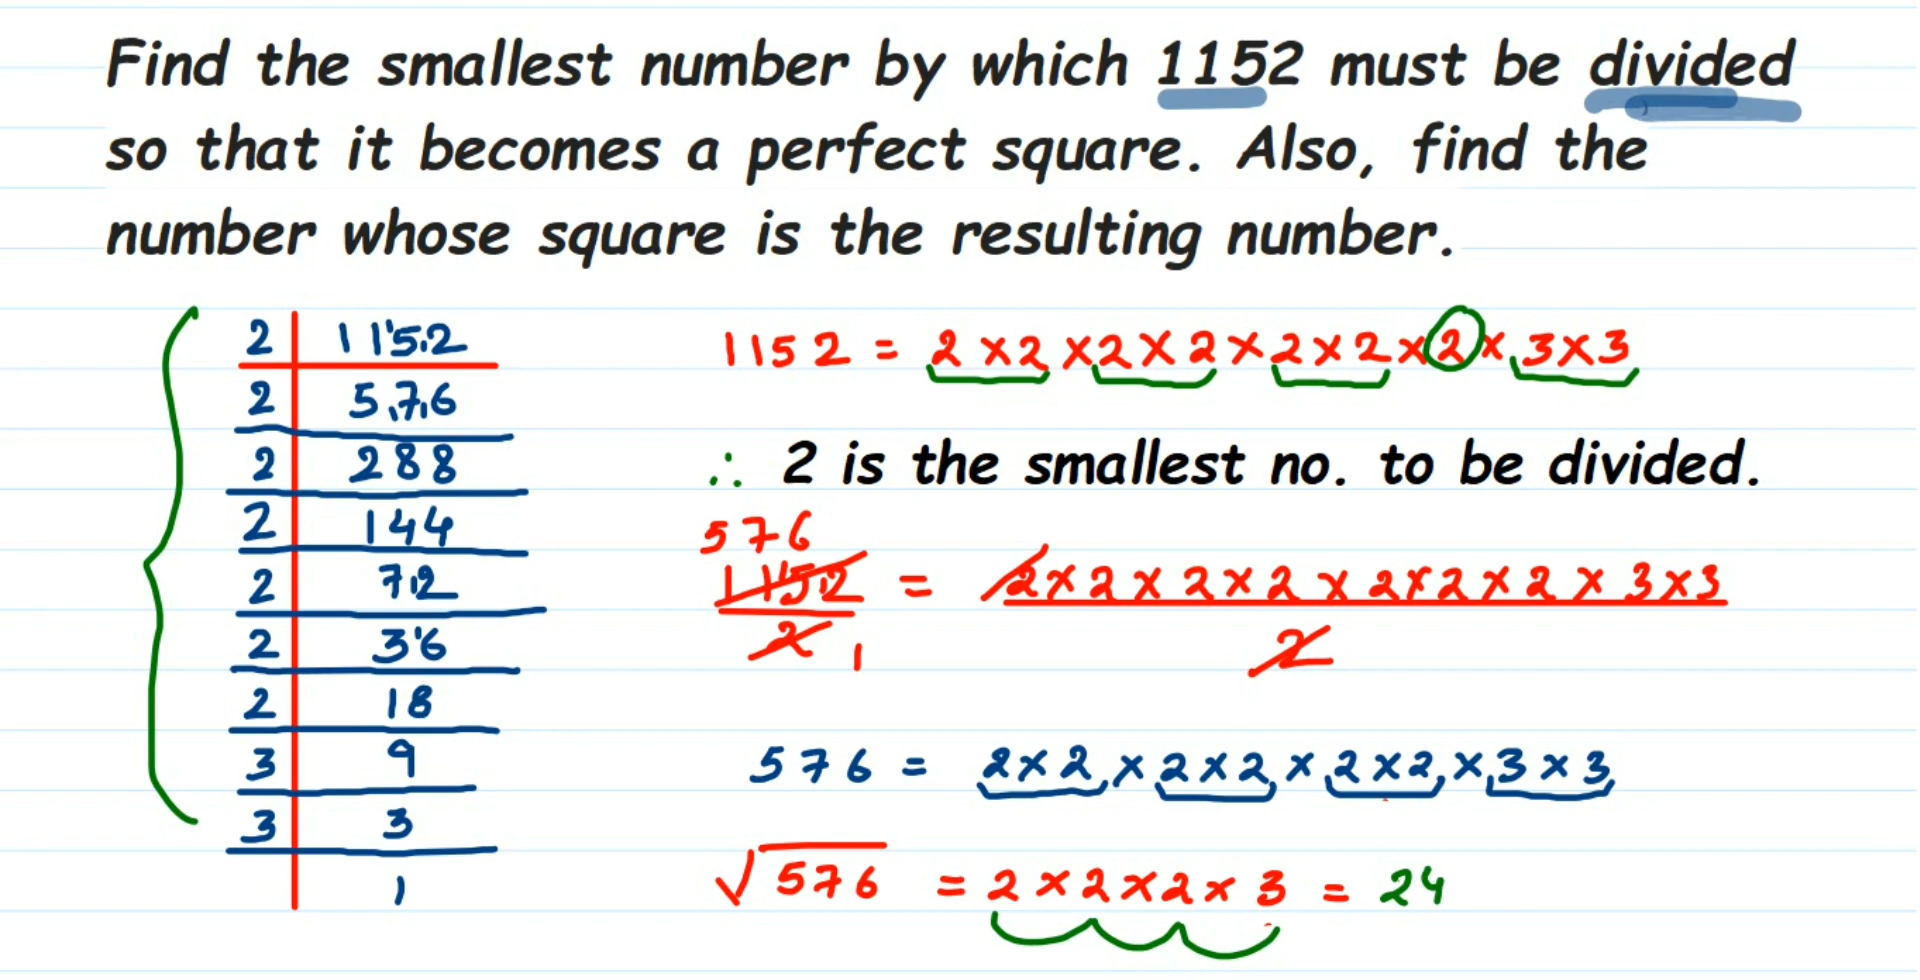 Find the smallest number by which 1152 must be divided
so that it becomes a perfect square. Also, find the
number whose square is the resulting number.
2 | 1152
2 | 576
2 | 288
2 | 144
2 | 72
2 | 36
2 | 18
3 | 9
3 | 3
1
1152 = 2 × 2 × 2 × 2 × 2 × 2 × 2 × 3 × 3
∴ 2 is the smallest no. to be divided.
576
1152 = 2 × 2 × 2 × 2 × 2 × 2 × 2 × 3 × 3
2 1 2
576 = 2 × 2 × 2 × 2 × 2 × 2 × 3 × 3
√576 = 2 × 2 × 2 × 3 = 24